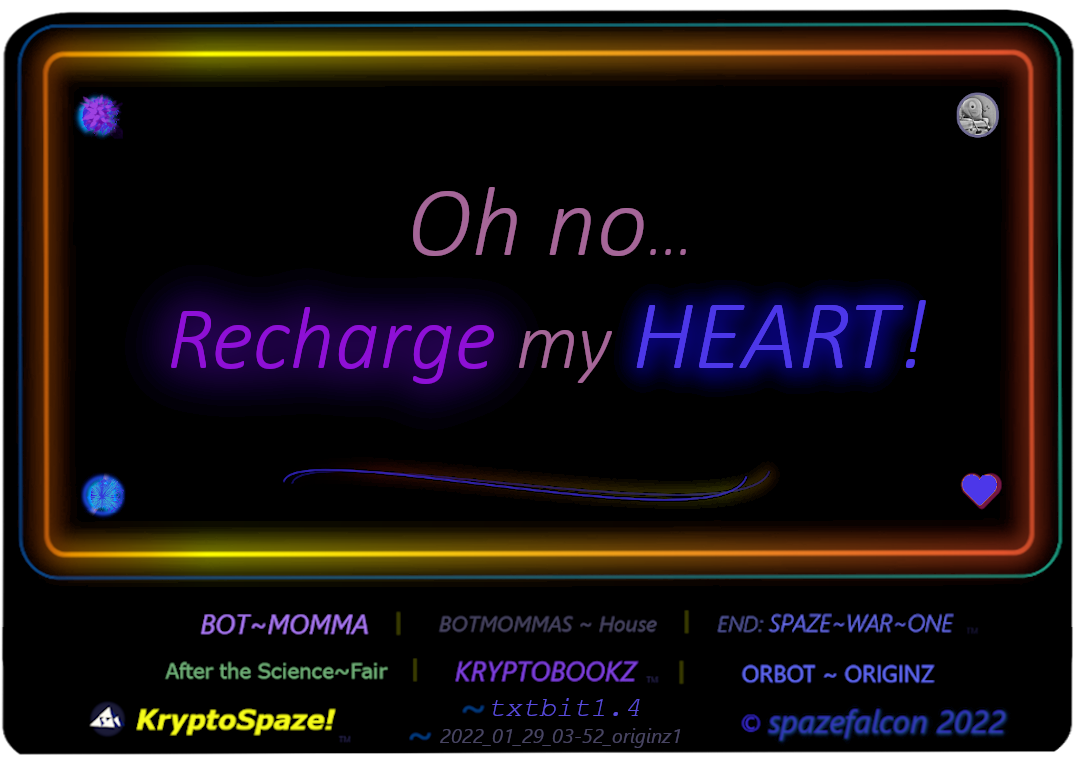 Oh no...
Recharge my HEART!
BOT~MOMMA | BOTMOMMAS ~ House | END: SPAZE~WAR~ONE ™
After the Science~Fair | KRYPTOBOOKZ ™ | ORBOT ~ ORIGINZ
KryptoSpaze! ™ ~ txtbit1.4 © spazefalcon 2022
~ 2022_01_29_03-52_originz1